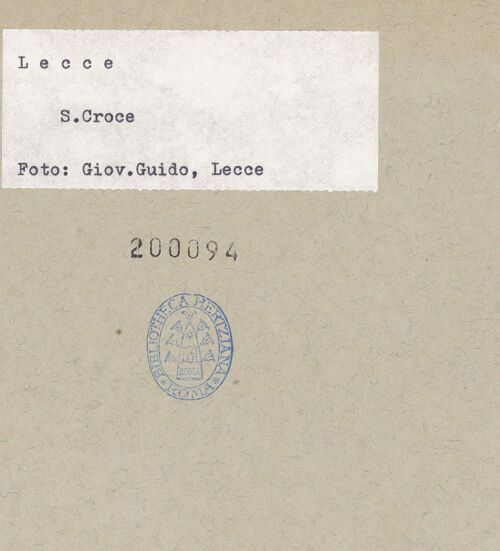 L e c c e
S.Croce
Foto: Giov.Guido, Lecce
200094
BIBLIOTHECA HERTZIANA
ROMA